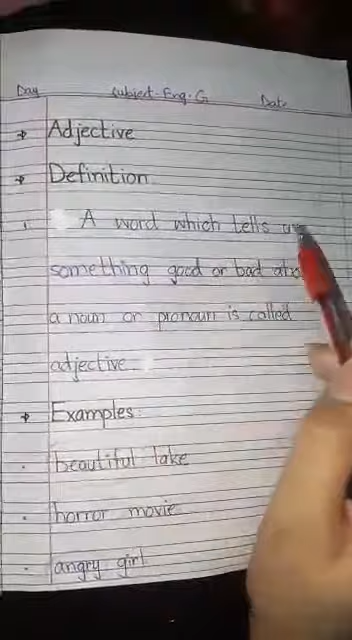 Day Subject - Eng. G Date
→ Adjective
→ Definition
A word which tells us
something good or bad abo
a noun or pronoun is called
adjective.
→ Examples:
beautiful lake
horror movie
angry girl